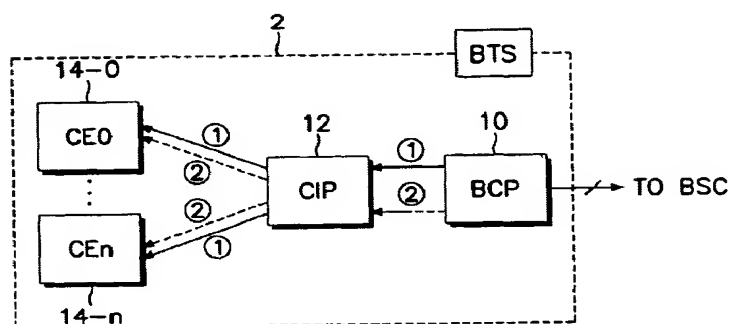 2
BTS
14-0
CE0
①
②
12
CIP
①
②
10
BCP
TO BSC
②
①
CEn
14-n